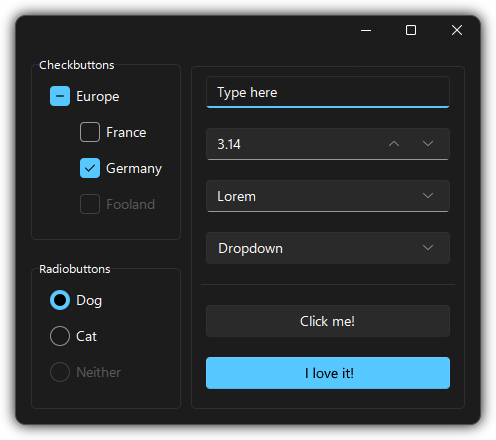 Checkbuttons
Europe
France
Germany
Fooland
Radiobuttons
Dog
Cat
Neither
Type here
3.14
Lorem
Dropdown
Click me!
I love it!